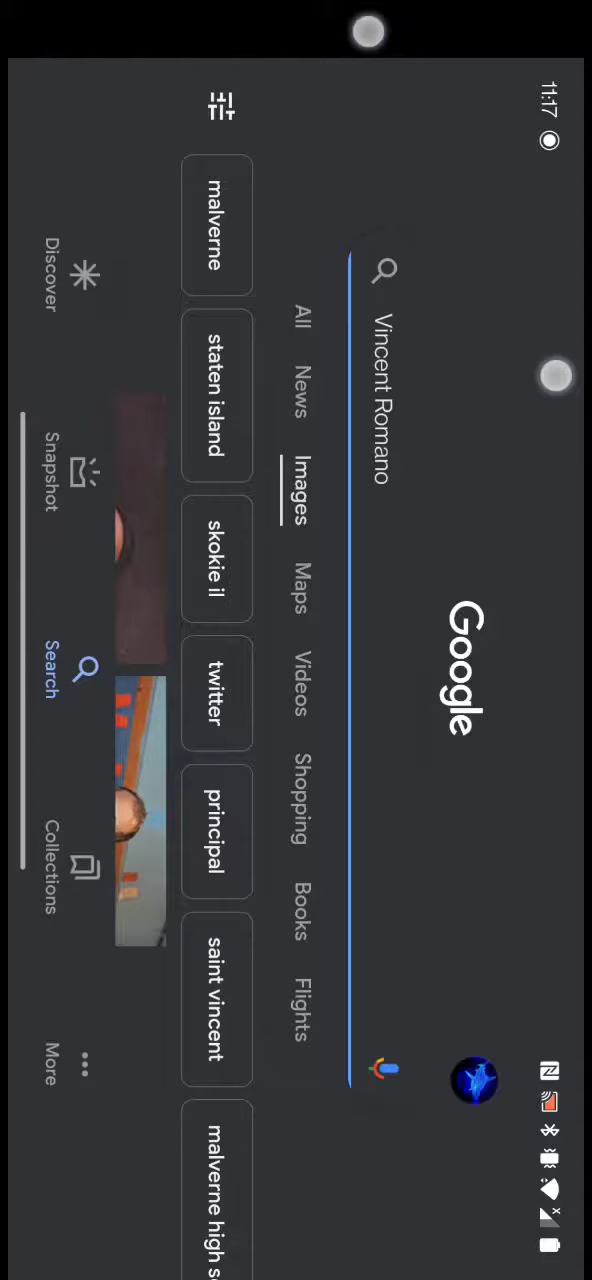 11:17
Google
Vincent Romano
All News Images Maps Videos Shopping Books Flights
malverne staten island skokie il twitter principal saint vincent malverne high
Discover Snapshot Search Collections More